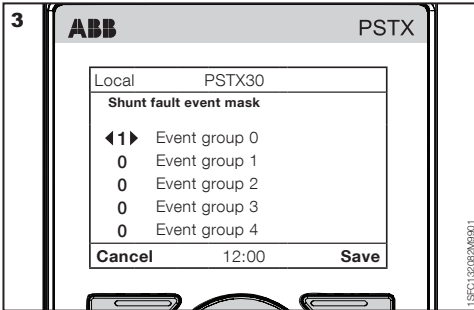 3
ABB PSTX
Local PSTX30
Shunt fault event mask
1 Event group 0
0 Event group 1
0 Event group 2
0 Event group 3
0 Event group 4
Cancel 12:00 Save
1SFC132082M9901